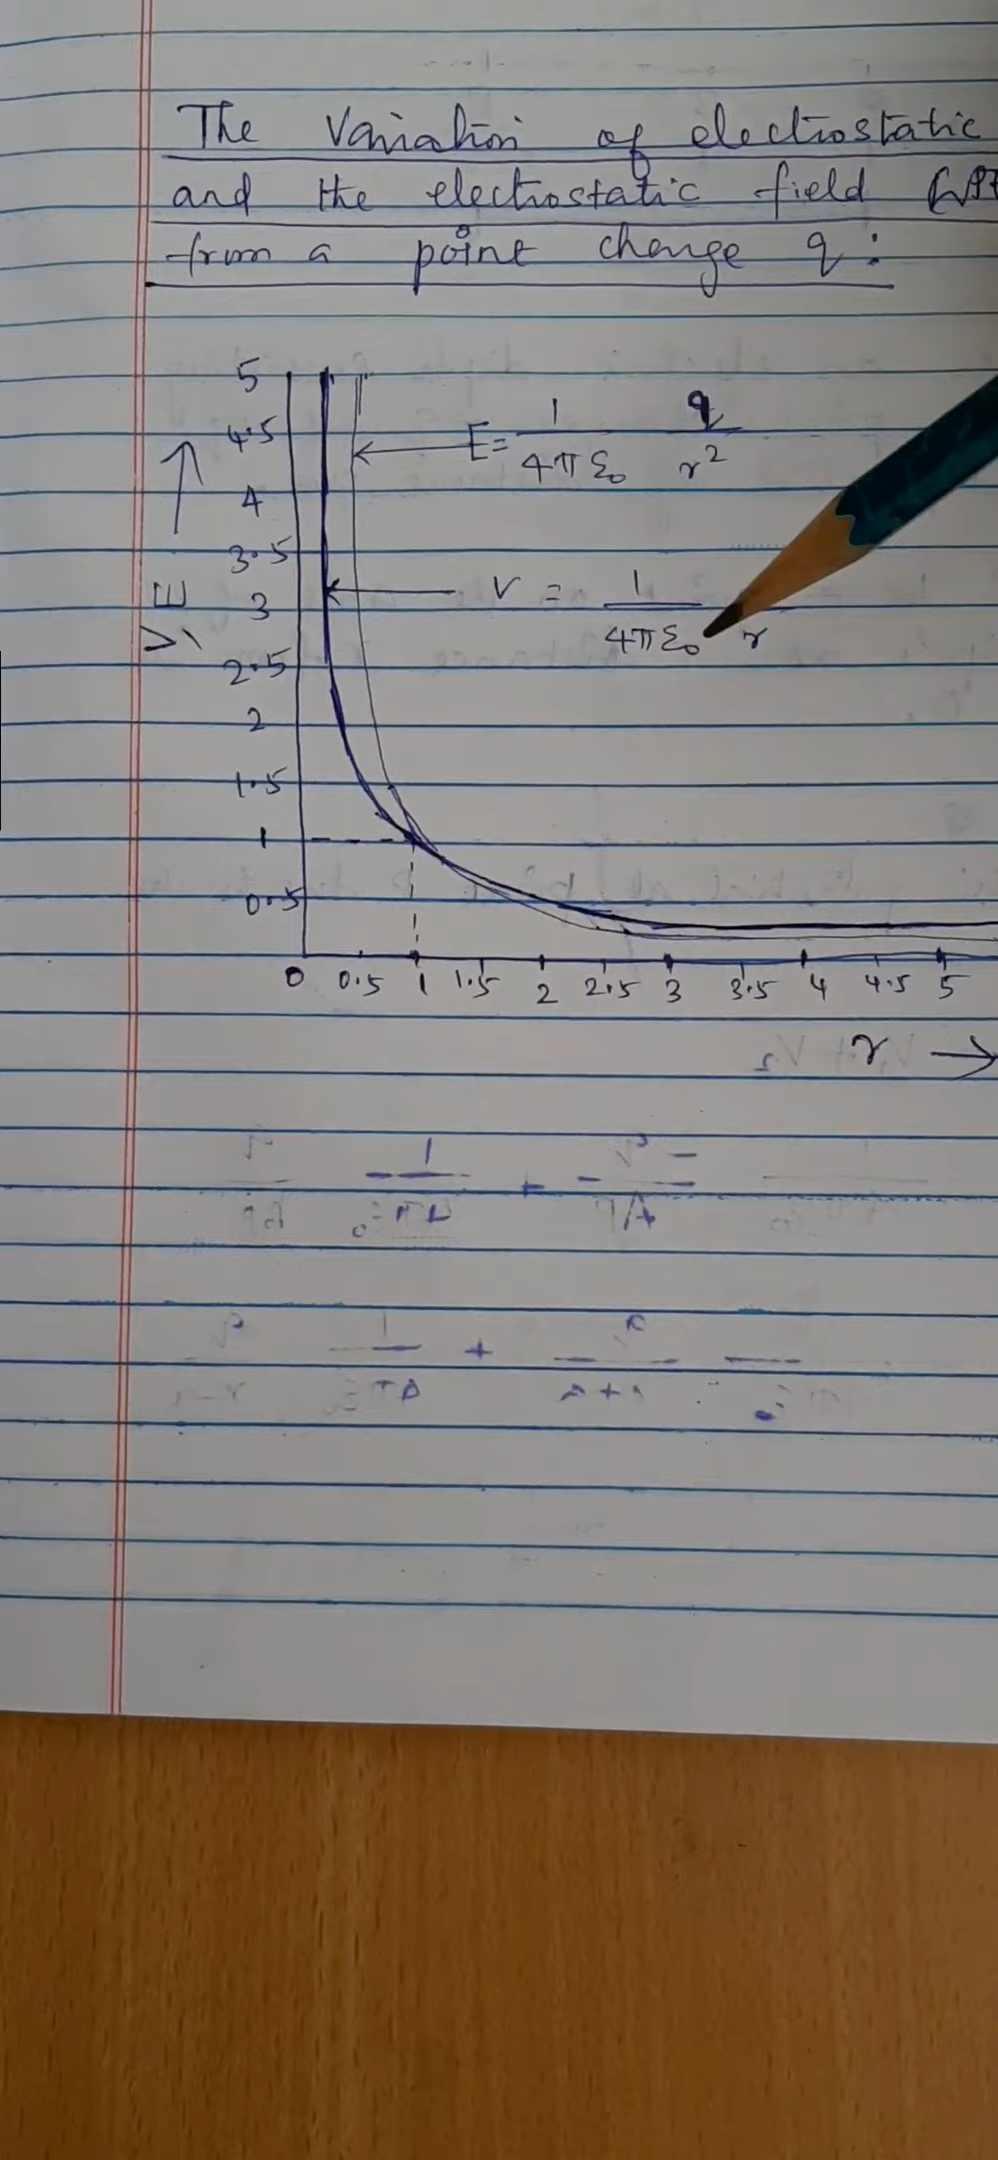 The Variation of electrostatic
and the electrostatic field
from a point charge q :
5
4.5
4
3.5
3
2.5
2
1.5
1
0.5
V, E
E = 1/4πε₀ q/r²
V = 1/4πε₀ r
0 0.5 1 1.5 2 2.5 3 3.5 4 4.5 5
r →